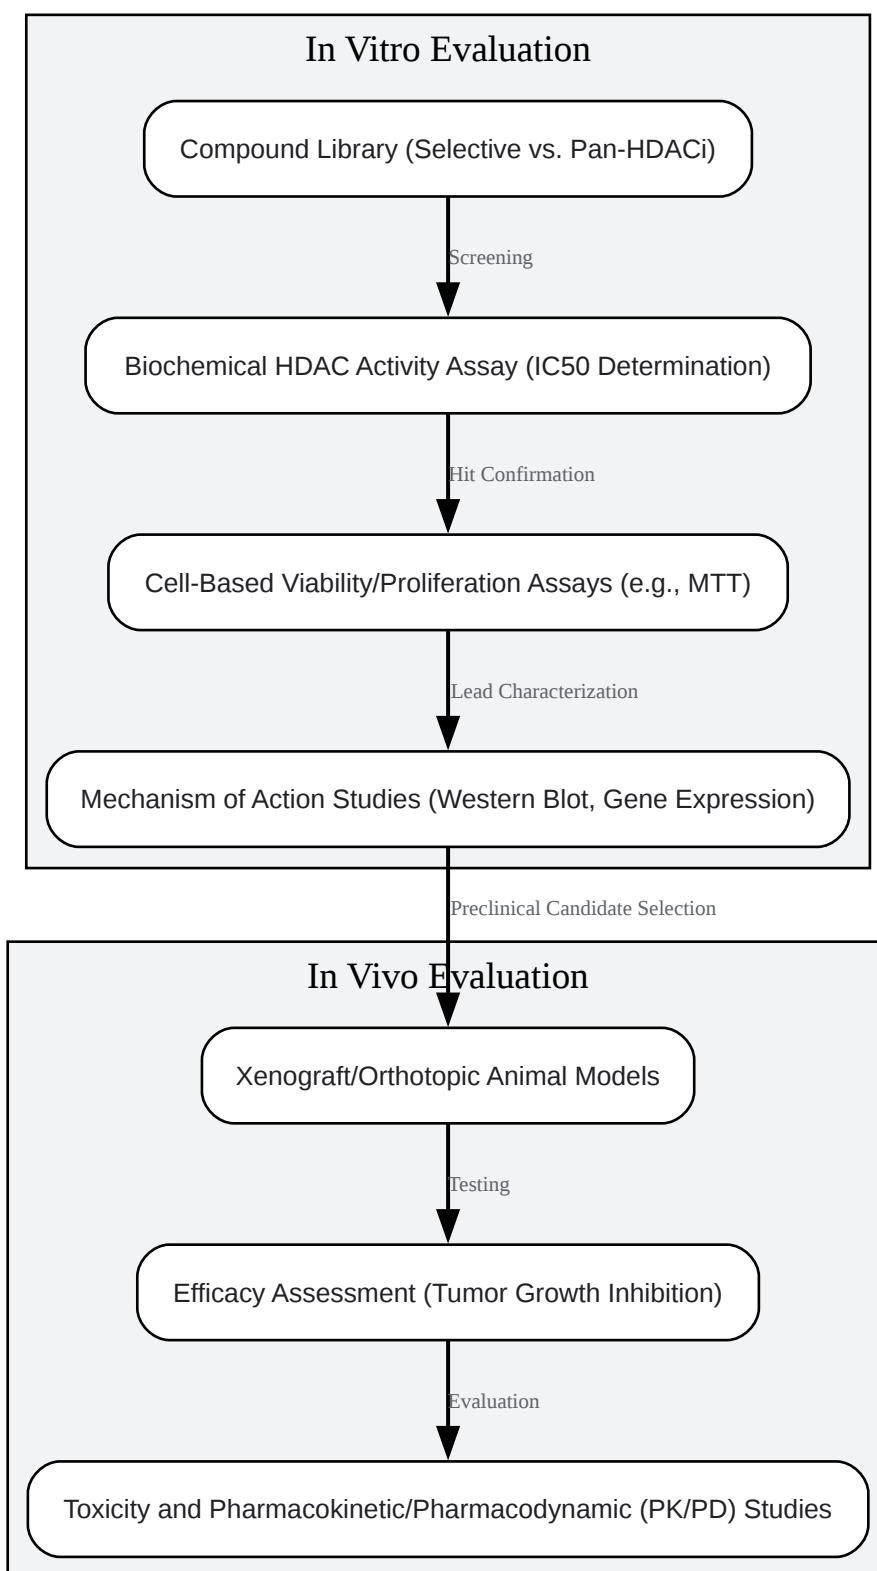 In Vitro Evaluation
Compound Library (Selective vs. Pan-HDACi)
Screening
Biochemical HDAC Activity Assay (IC50 Determination)
Hit Confirmation
Cell-Based Viability/Proliferation Assays (e.g., MTT)
Lead Characterization
Mechanism of Action Studies (Western Blot, Gene Expression)
Preclinical Candidate Selection
In Vivo Evaluation
Xenograft/Orthotopic Animal Models
Testing
Efficacy Assessment (Tumor Growth Inhibition)
Evaluation
Toxicity and Pharmacokinetic/Pharmacodynamic (PK/PD) Studies